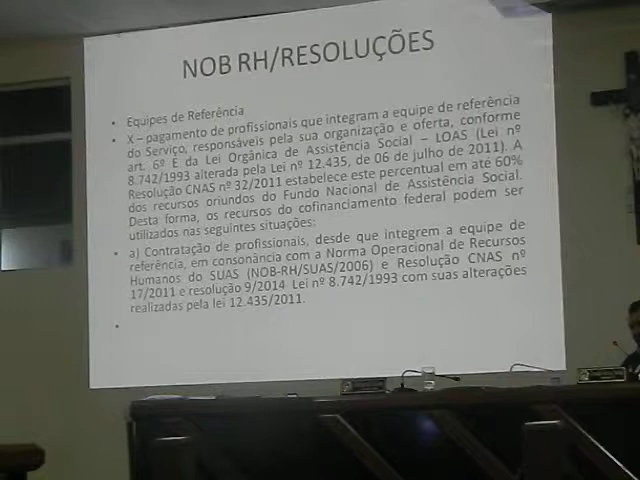 NOB RH/RESOLUÇÕES
• Equipes de Referência
• X – pagamento de profissionais que integram a equipe de referência
do Serviço, responsáveis pela sua organização e oferta, conforme
art. 6º E da Lei Orgânica de Assistência Social – LOAS (Lei nº
8.742/1993 alterada pela Lei nº 12.435, de 06 de julho de 2011). A
Resolução CNAS nº 32/2011 estabelece este percentual em até 60%
dos recursos oriundos do Fundo Nacional de Assistência Social.
Desta forma, os recursos do cofinanciamento federal podem ser
utilizados nas seguintes situações:
• a) Contratação de profissionais, desde que integrem a equipe de
referência, em consonância com a Norma Operacional de Recursos
Humanos do SUAS (NOB-RH/SUAS/2006) e Resolução CNAS nº
17/2011 e resolução 9/2014 Lei nº 8.742/1993 com suas alterações
realizadas pela lei 12.435/2011.
•